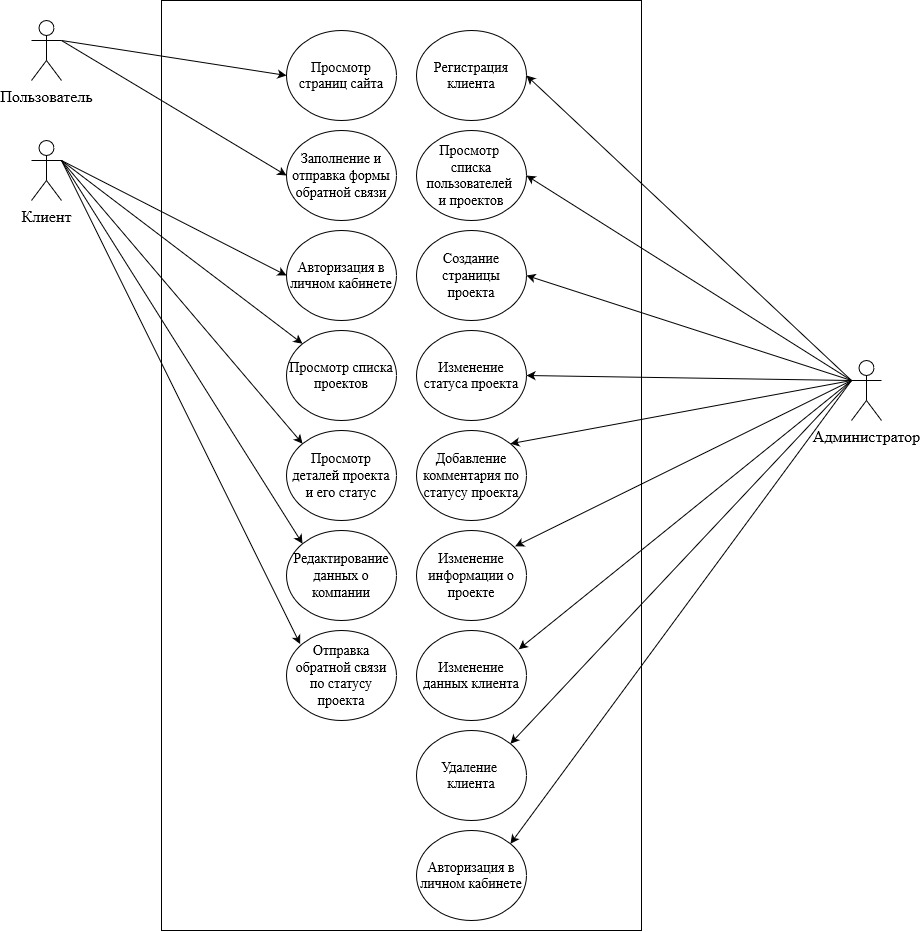 Пользователь
Клиент
Просмотр
страниц сайта
Заполнение и
отправка формы
обратной связи
Авторизация в
личном кабинете
Просмотр списка
проектов
Просмотр
деталей проекта
и его статус
Редактирование
данных о
компании
Отправка
обратной связи
по статусу
проекта
Регистрация
клиента
Просмотр
списка
пользователей
и проектов
Создание
страницы
проекта
Изменение
статуса проекта
Добавление
комментария по
статусу проекта
Изменение
информации о
проекте
Изменение
данных клиента
Удаление
клиента
Авторизация в
личном кабинете
Администратор